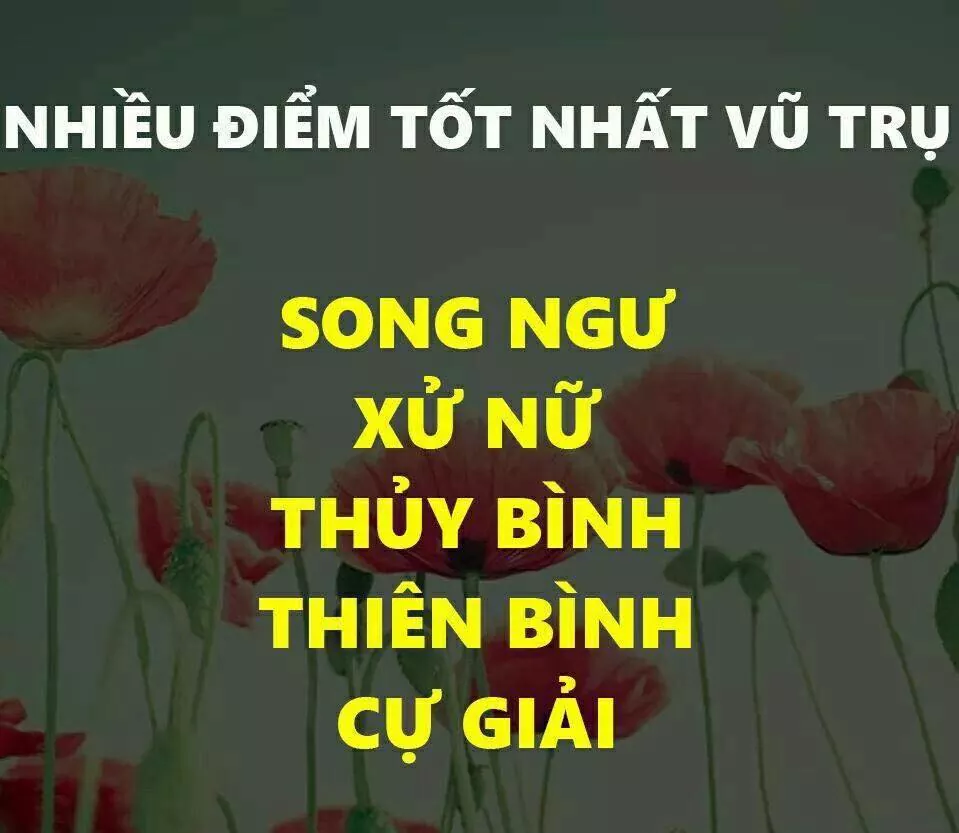 NHIỀU ĐIỂM TỐT NHẤT VŨ TRỤ
SONG NGƯ
XỬ NỮ
THỦY BÌNH
THIÊN BÌNH
CỰ GIẢI